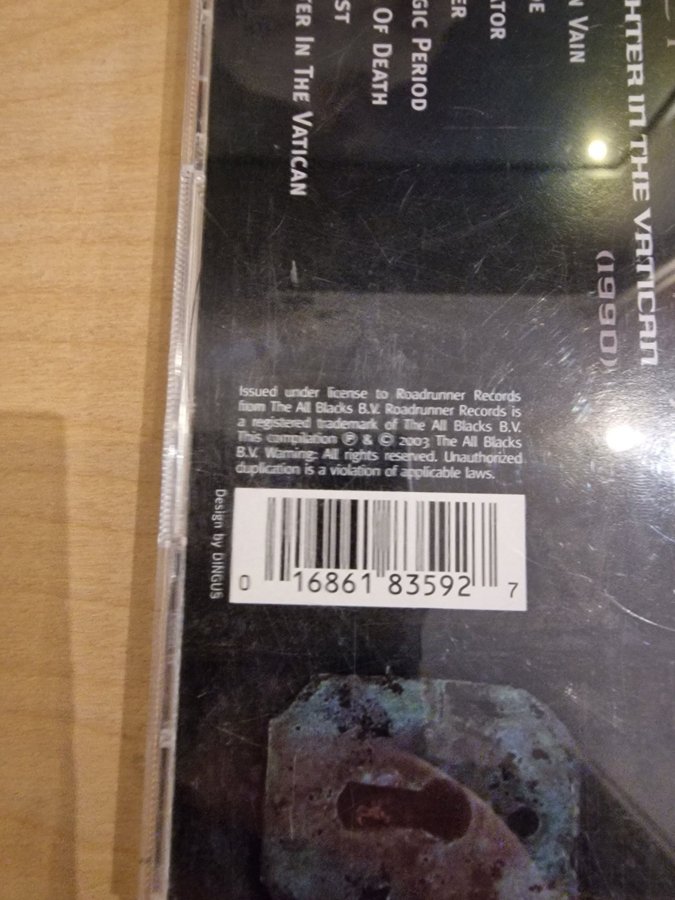 N VAIN
DE
ATOR
ER
GIC PERIOD
OF DEATH
ST
TER IN THE VATICAN
HTER IN THE VATICAN
(1990)
Issued under license to Roadrunner Records
from The All Blacks B.V. Roadrunner Records is
a registered trademark of The All Blacks B.V.
This compilation ℗ & © 2003 The All Blacks
B.V. Warning: All rights reserved. Unauthorized
duplication is a violation of applicable laws.
Design by DINGUS
0 16861 83592 7